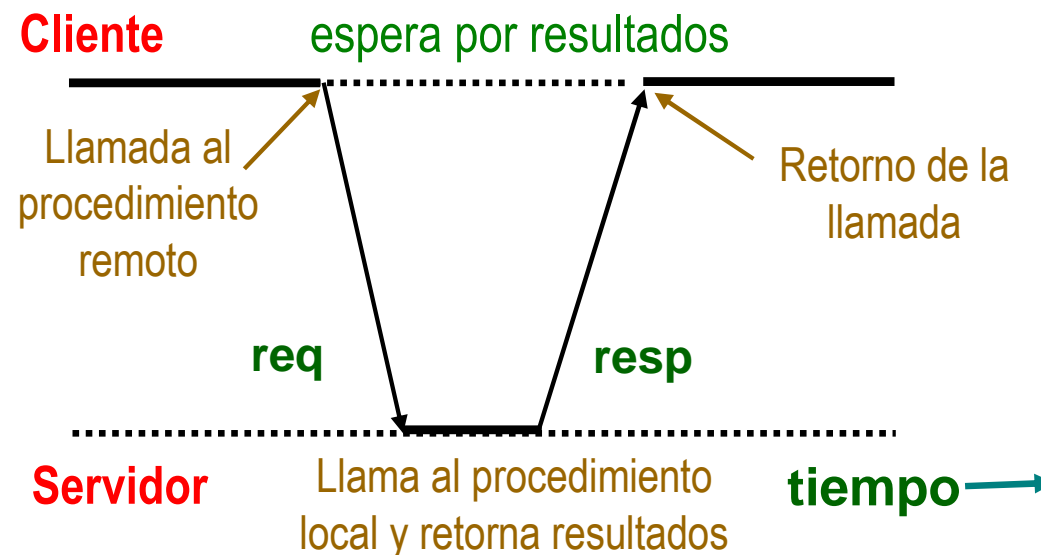 Cliente
espera por resultados
Llamada al
procedimiento
remoto
Retorno de la
llamada
req
resp
Servidor
Llama al procedimiento
local y retorna resultados
tiempo